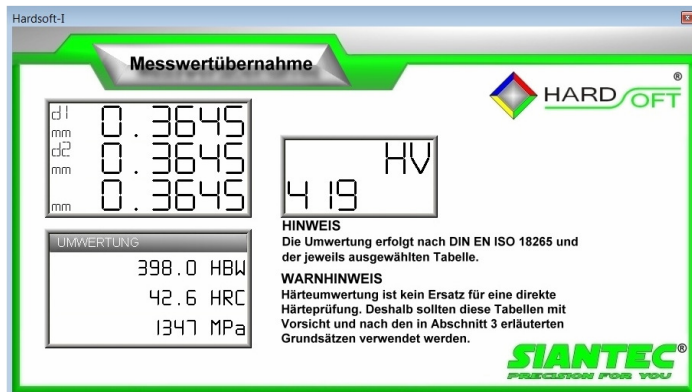 Hardsoft-I
Messwertübernahme
HARDSOFT®
d1 mm 0.3645
d2 mm 0.3645
mm 0.3645
HV
419
UMWERTUNG
398.0 HBW
42.6 HRC
1347 MPa
HINWEIS
Die Umwertung erfolgt nach DIN EN ISO 18265 und
der jeweils ausgewählten Tabelle.
WARNHINWEIS
Härteumwertung ist kein Ersatz für eine direkte
Härteprüfung. Deshalb sollten diese Tabellen mit
Vorsicht und nach den in Abschnitt 3 erläuterten
Grundsätzen verwendet werden.
SIANTEC®
PRECISION FOR YOU